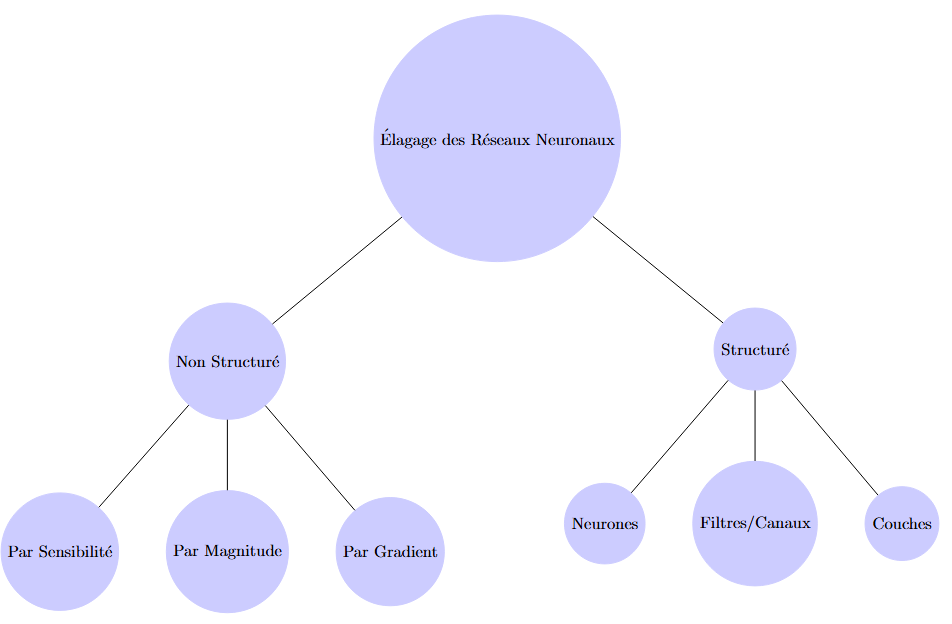 Élagage des Réseaux Neuronaux
Non Structuré
Structuré
Par Sensibilité
Par Magnitude
Par Gradient
Neurones
Filtres/Canaux
Couches